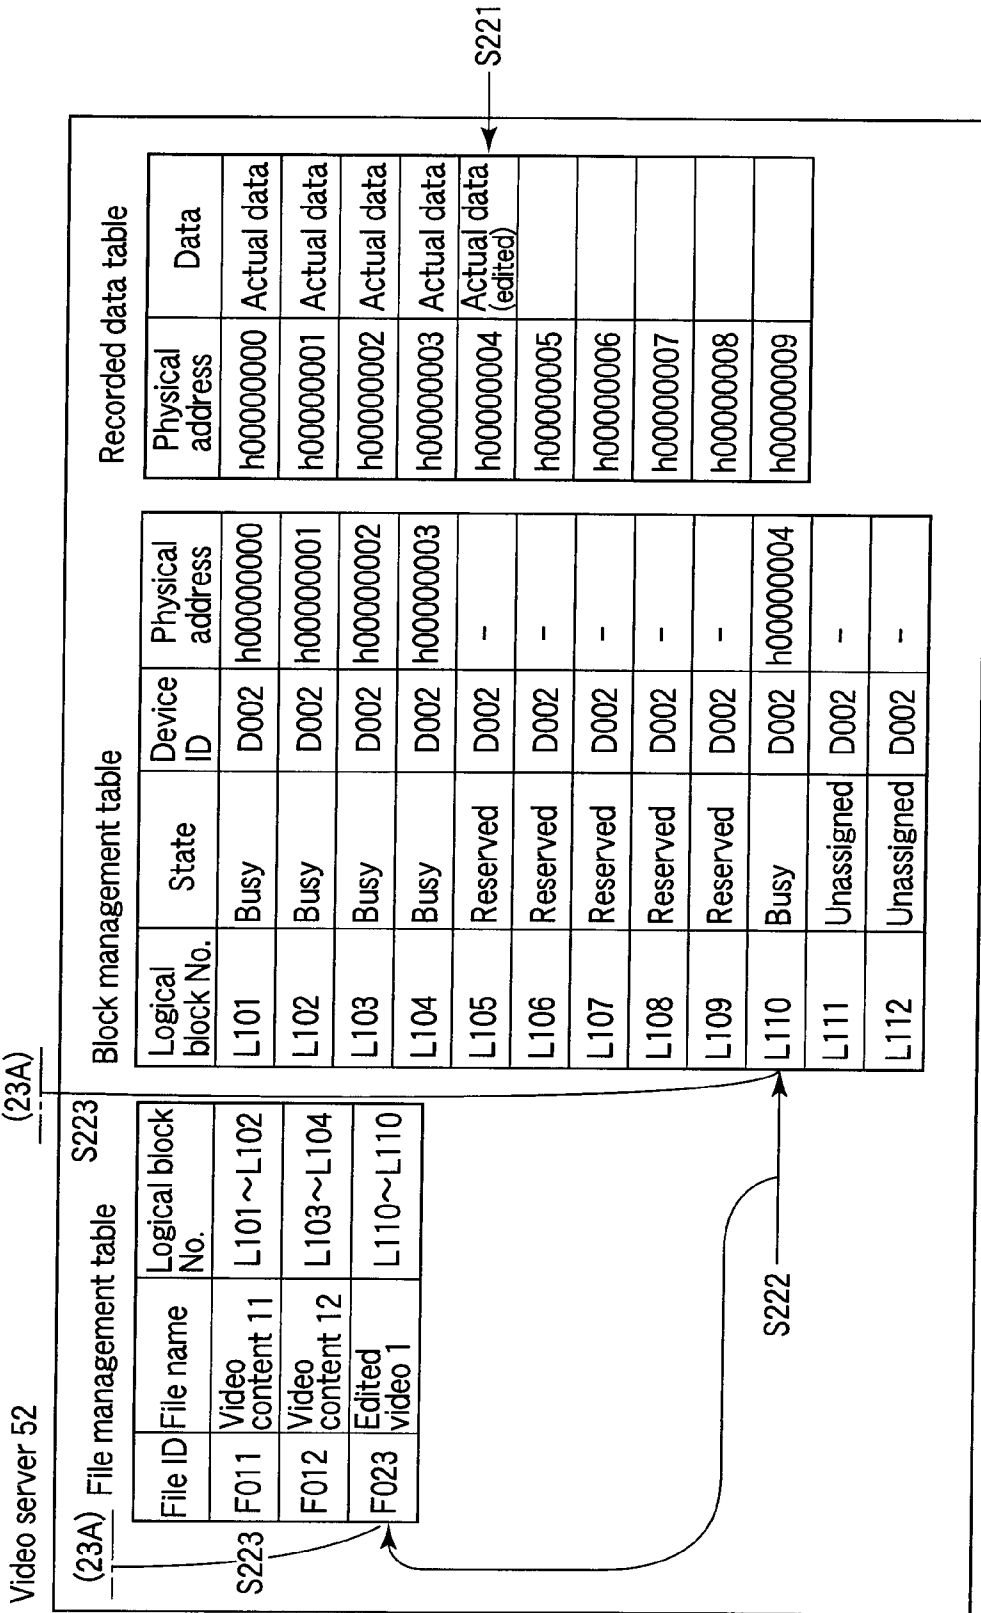 Video server 52
(23A)
(23A)
File management table
S223
File ID
File name
Logical block
No.
F011
Video
content 11
L101~L102
F012
Video
content 12
L103~L104
F023
Edited
video 1
L110~L110
S223
S222
Block management table
Logical
block No.
State
Device
ID
Physical
address
L101 Busy D002 h00000000
L102 Busy D002 h00000001
L103 Busy D002 h00000002
L104 Busy D002 h00000003
L105 Reserved D002 -
L106 Reserved D002 -
L107 Reserved D002 -
L108 Reserved D002 -
L109 Reserved D002 -
L110 Busy D002 h00000004
L111 Unassigned D002 -
L112 Unassigned D002 -
Recorded data table
Physical
address
Data
h00000000 Actual data
h00000001 Actual data
h00000002 Actual data
h00000003 Actual data
h00000004 Actual data
(edited)
h00000005
h00000006
h00000007
h00000008
h00000009
S221